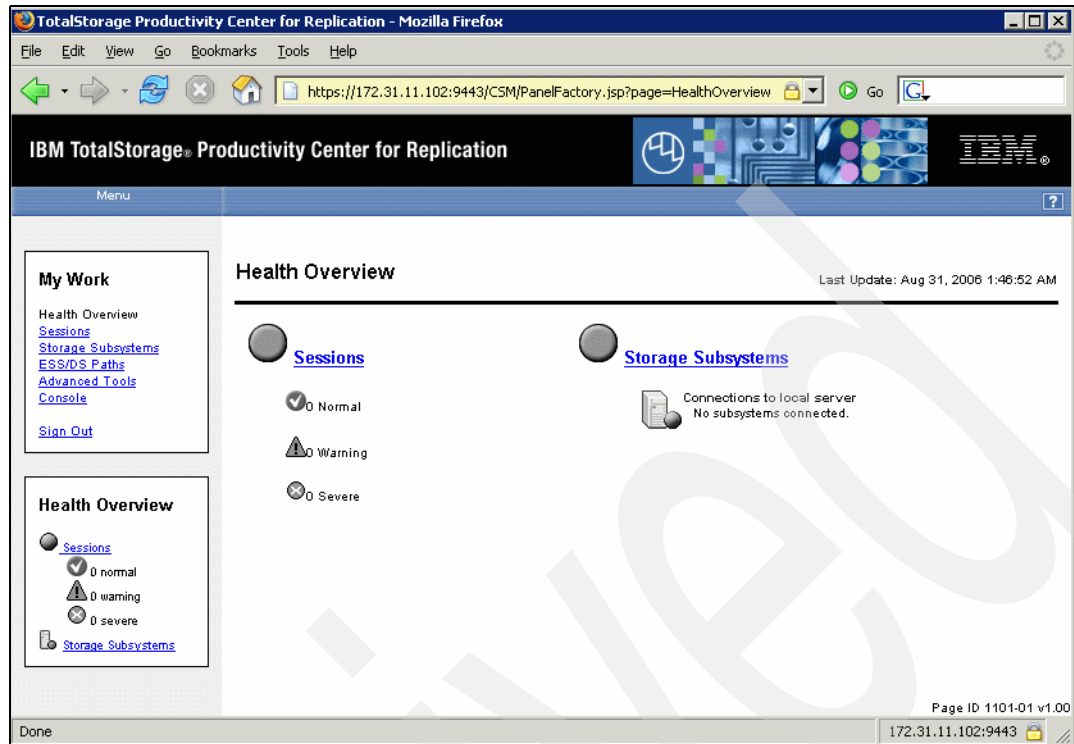 TotalStorage Productivity Center for Replication - Mozilla Firefox
File Edit View Go Bookmarks Tools Help
https://172.31.11.102:9443/CSM/PanelFactory.jsp?page=HealthOverview Go G
IBM TotalStorage® Productivity Center for Replication
IBM®
Menu
?
My Work
Health Overview
Sessions
Storage Subsystems
ESS/DS Paths
Advanced Tools
Console
Sign Out
Health Overview
Sessions
0 normal
0 warning
0 severe
Storage Subsystems
Health Overview
Last Update: Aug 31, 2006 1:46:52 AM
Sessions
0 Normal
0 Warning
0 Severe
Storage Subsystems
Connections to local server
No subsystems connected.
Page ID 1101-01 v1.00
Done
172.31.11.102:9443